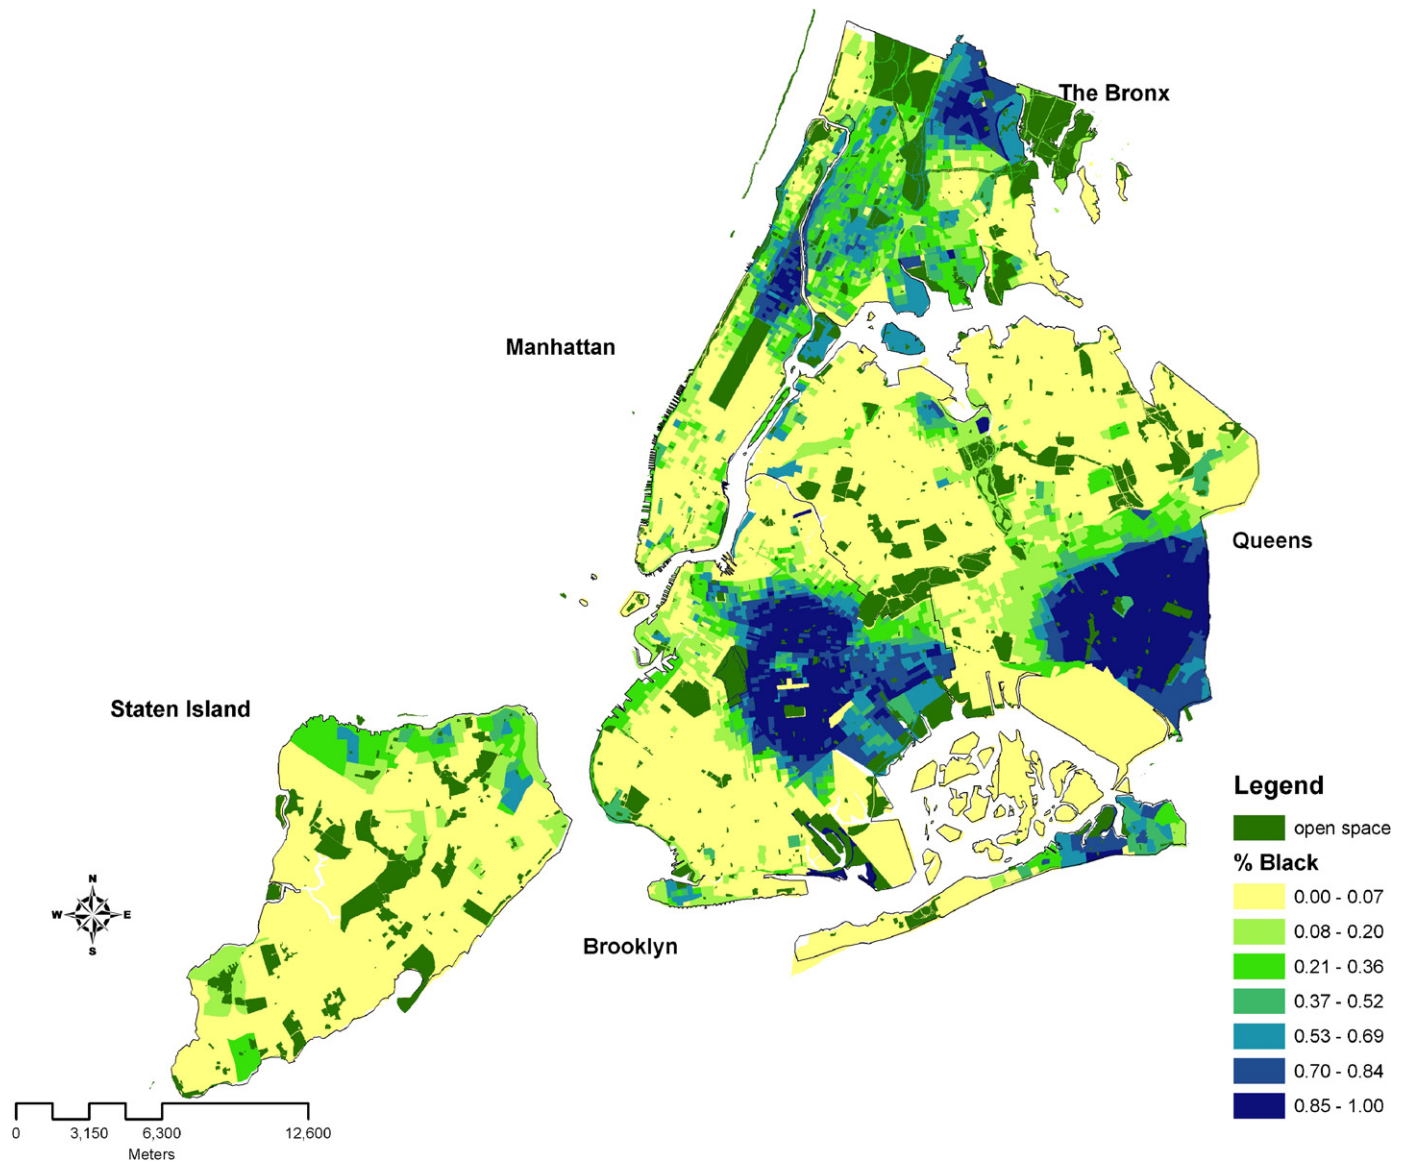 The Bronx
Manhattan
Queens
Staten Island
Brooklyn
Legend
open space
% Black
0.00 - 0.07
0.08 - 0.20
0.21 - 0.36
0.37 - 0.52
0.53 - 0.69
0.70 - 0.84
0.85 - 1.00
N
W E
S
0 3,150 6,300 12,600
Meters